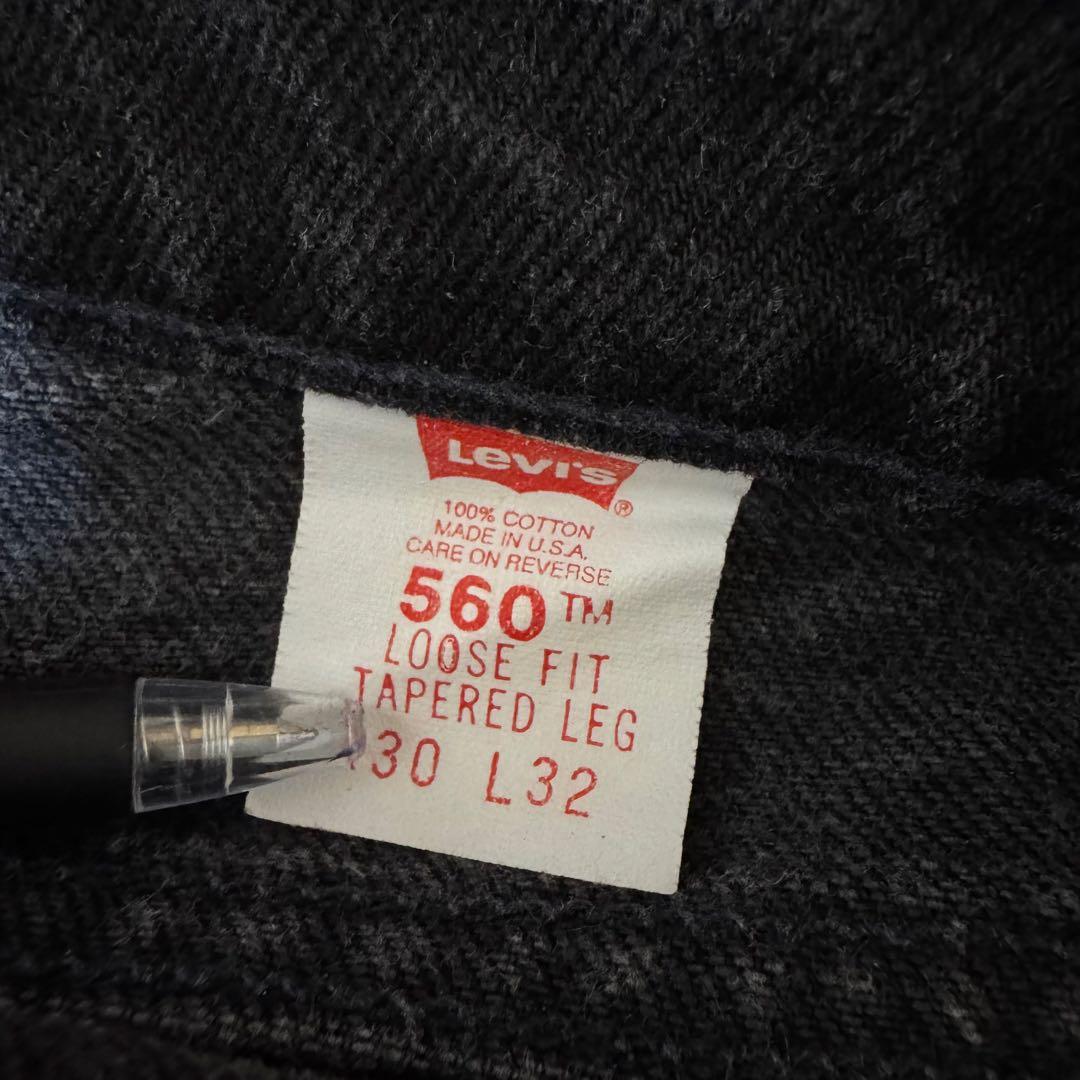 Levi's®
100% COTTON
MADE IN U.S.A.
CARE ON REVERSE
560™
LOOSE FIT
TAPERED LEG
30 L32